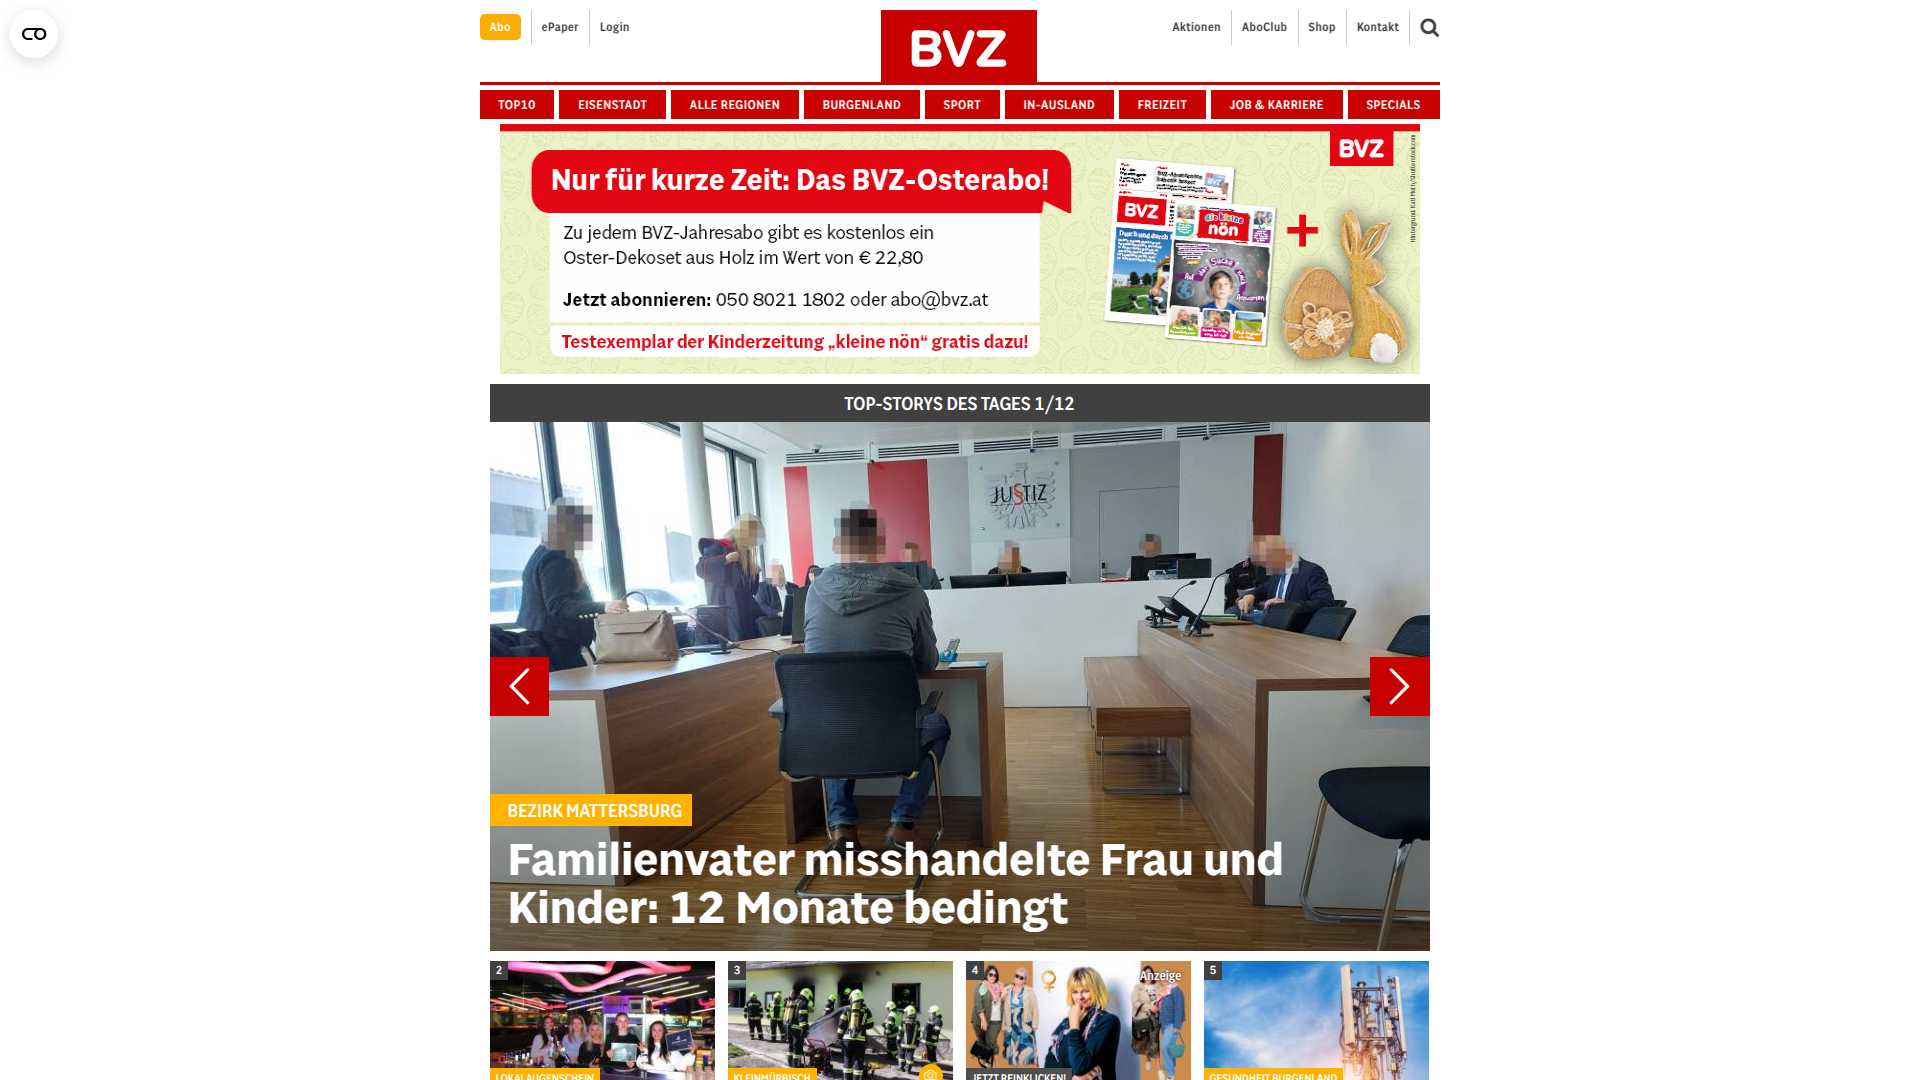 Abo
ePaper
Login
BVZ
Aktionen
AboClub
Shop
Kontakt
TOP10
EISENSTADT
ALLE REGIONEN
BURGENLAND
SPORT
IN-AUSLAND
FREIZEIT
JOB & KARRIERE
SPECIALS
Nur für kurze Zeit: Das BVZ-Osterabo!
Zu jedem BVZ-Jahresabo gibt es kostenlos ein
Oster-Dekoset aus Holz im Wert von € 22,80
Jetzt abonnieren: 050 8021 1802 oder abo@bvz.at
Testexemplar der Kinderzeitung „kleine nön“ gratis dazu!
BVZ
BVZ
die kleine
nön
+
TOP-STORYS DES TAGES 1/12
JUSTIZ
BEZIRK MATTERSBURG
Familienvater misshandelte Frau und
Kinder: 12 Monate bedingt
2
3
4
Anzeige
5
LOKALAUGENSCHEIN
KLEINMÜRBISCH
JETZT REINKLICKEN!
GESUNDHEIT BURGENLAND